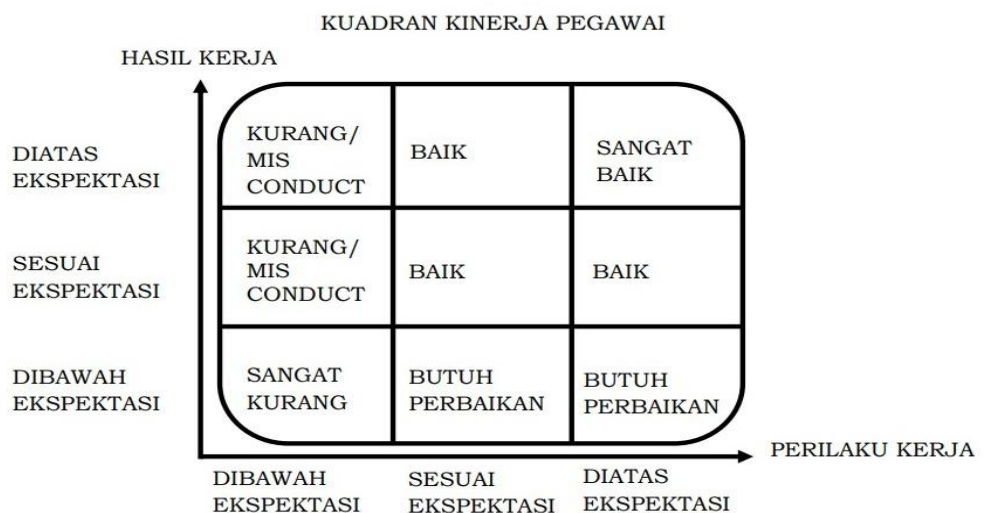 KUADRAN KINERJA PEGAWAI
HASIL KERJA
DIATAS
EKSPEKTASI
KURANG/
MIS
CONDUCT
BAIK
SANGAT
BAIK
SESUAI
EKSPEKTASI
KURANG/
MIS
CONDUCT
BAIK
BAIK
DIBAWAH
EKSPEKTASI
SANGAT
KURANG
BUTUH
PERBAIKAN
BUTUH
PERBAIKAN
PERILAKU KERJA
DIBAWAH
EKSPEKTASI
SESUAI
EKSPEKTASI
DIATAS
EKSPEKTASI